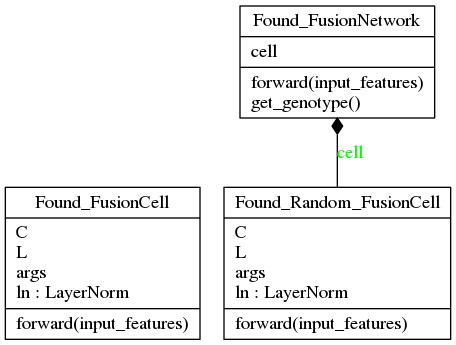 Found_FusionNetwork
cell
forward(input_features)
get_genotype()
cell
Found_FusionCell
C
L
args
ln : LayerNorm
forward(input_features)
Found_Random_FusionCell
C
L
args
ln : LayerNorm
forward(input_features)